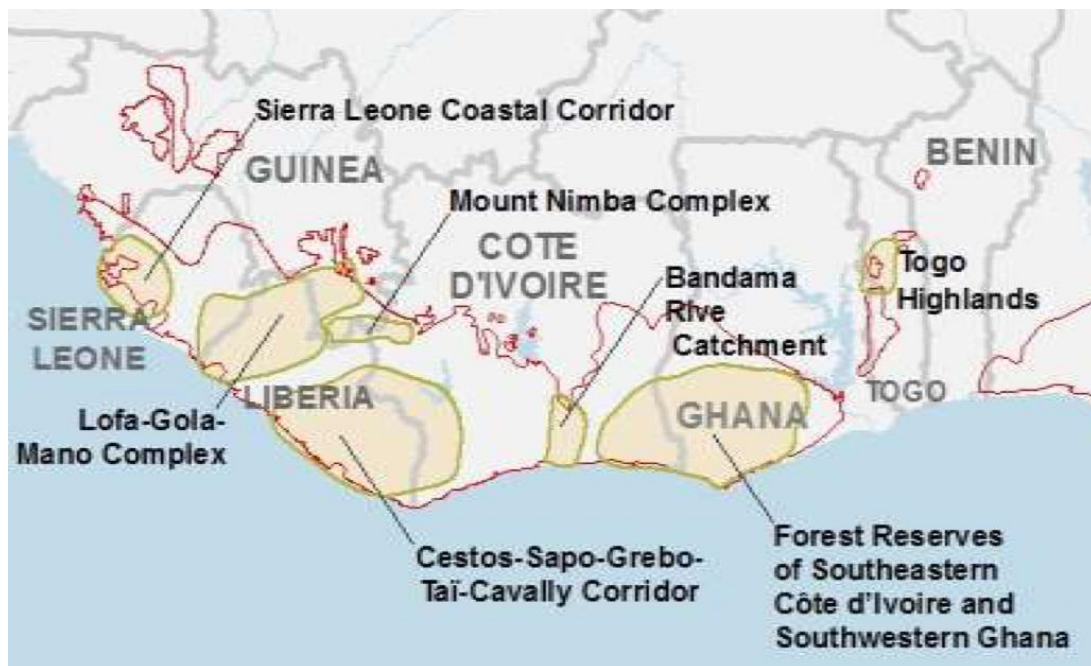 Sierra Leone Coastal Corridor
GUINEA
BENIN
Mount Nimba Complex
COTE
D'IVOIRE
Bandama
Rive
Catchment
Togo
Highlands
SIERRA
LEONE
LIBERIA
GHANA
TOGO
Lofa-Gola-
Mano Complex
Cestos-Sapo-Grebo-
Taï-Cavally Corridor
Forest Reserves
of Southeastern
Côte d'Ivoire and
Southwestern Ghana